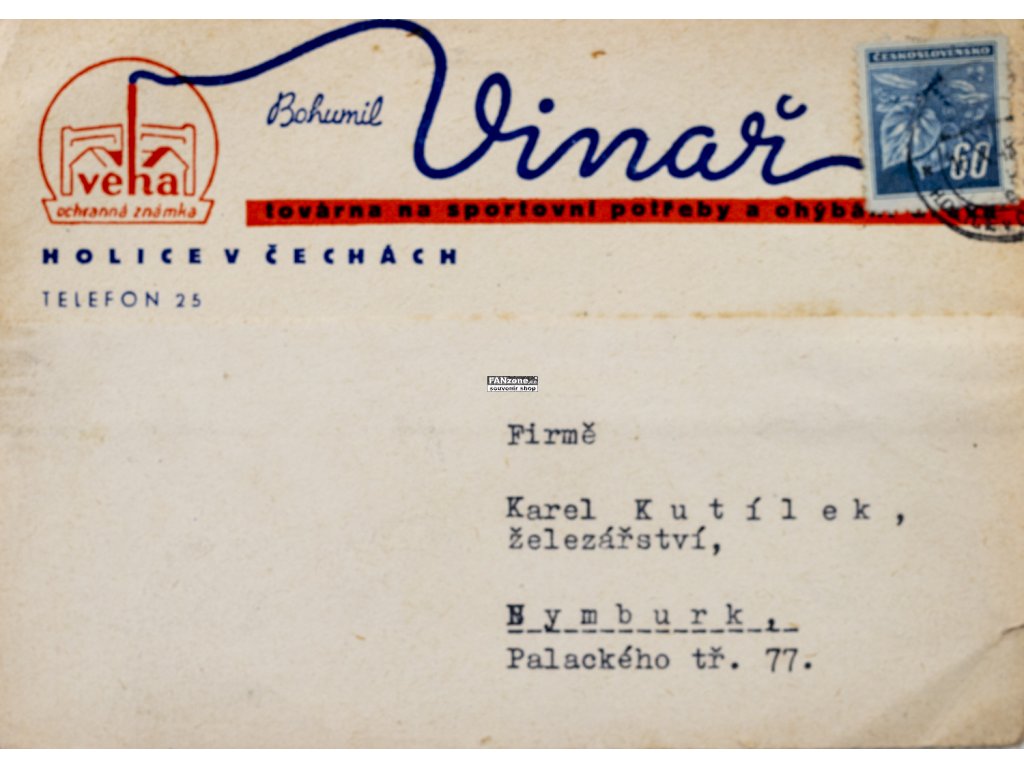 Bohumil Vinař
veha
ochranná známka
továrna na sportovní potřeby a
HOLICE V ČECHÁCH
TELEFON 25
ČESKOSLOVENSKO
60
FANzone.cz
souvenir shop
Firmě
Karel Kutílek,
železářství,
Nymburk,
Palackého tř. 77.